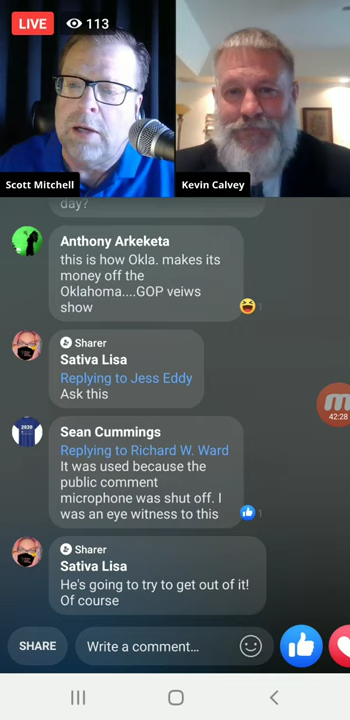 LIVE 113
Scott Mitchell
Kevin Calvey
day?
Anthony Arkeketa
this is how Okla. makes its
money off the
Oklahoma....GOP veiws
show
1
Sharer
Sativa Lisa
Replying to Jess Eddy
Ask this
42:28
Sean Cummings
2020
Replying to Richard W. Ward
It was used because the
public comment
microphone was shut off. I
was an eye witness to this
1
Sharer
Sativa Lisa
He's going to try to get out of it!
Of course
SHARE
Write a comment...